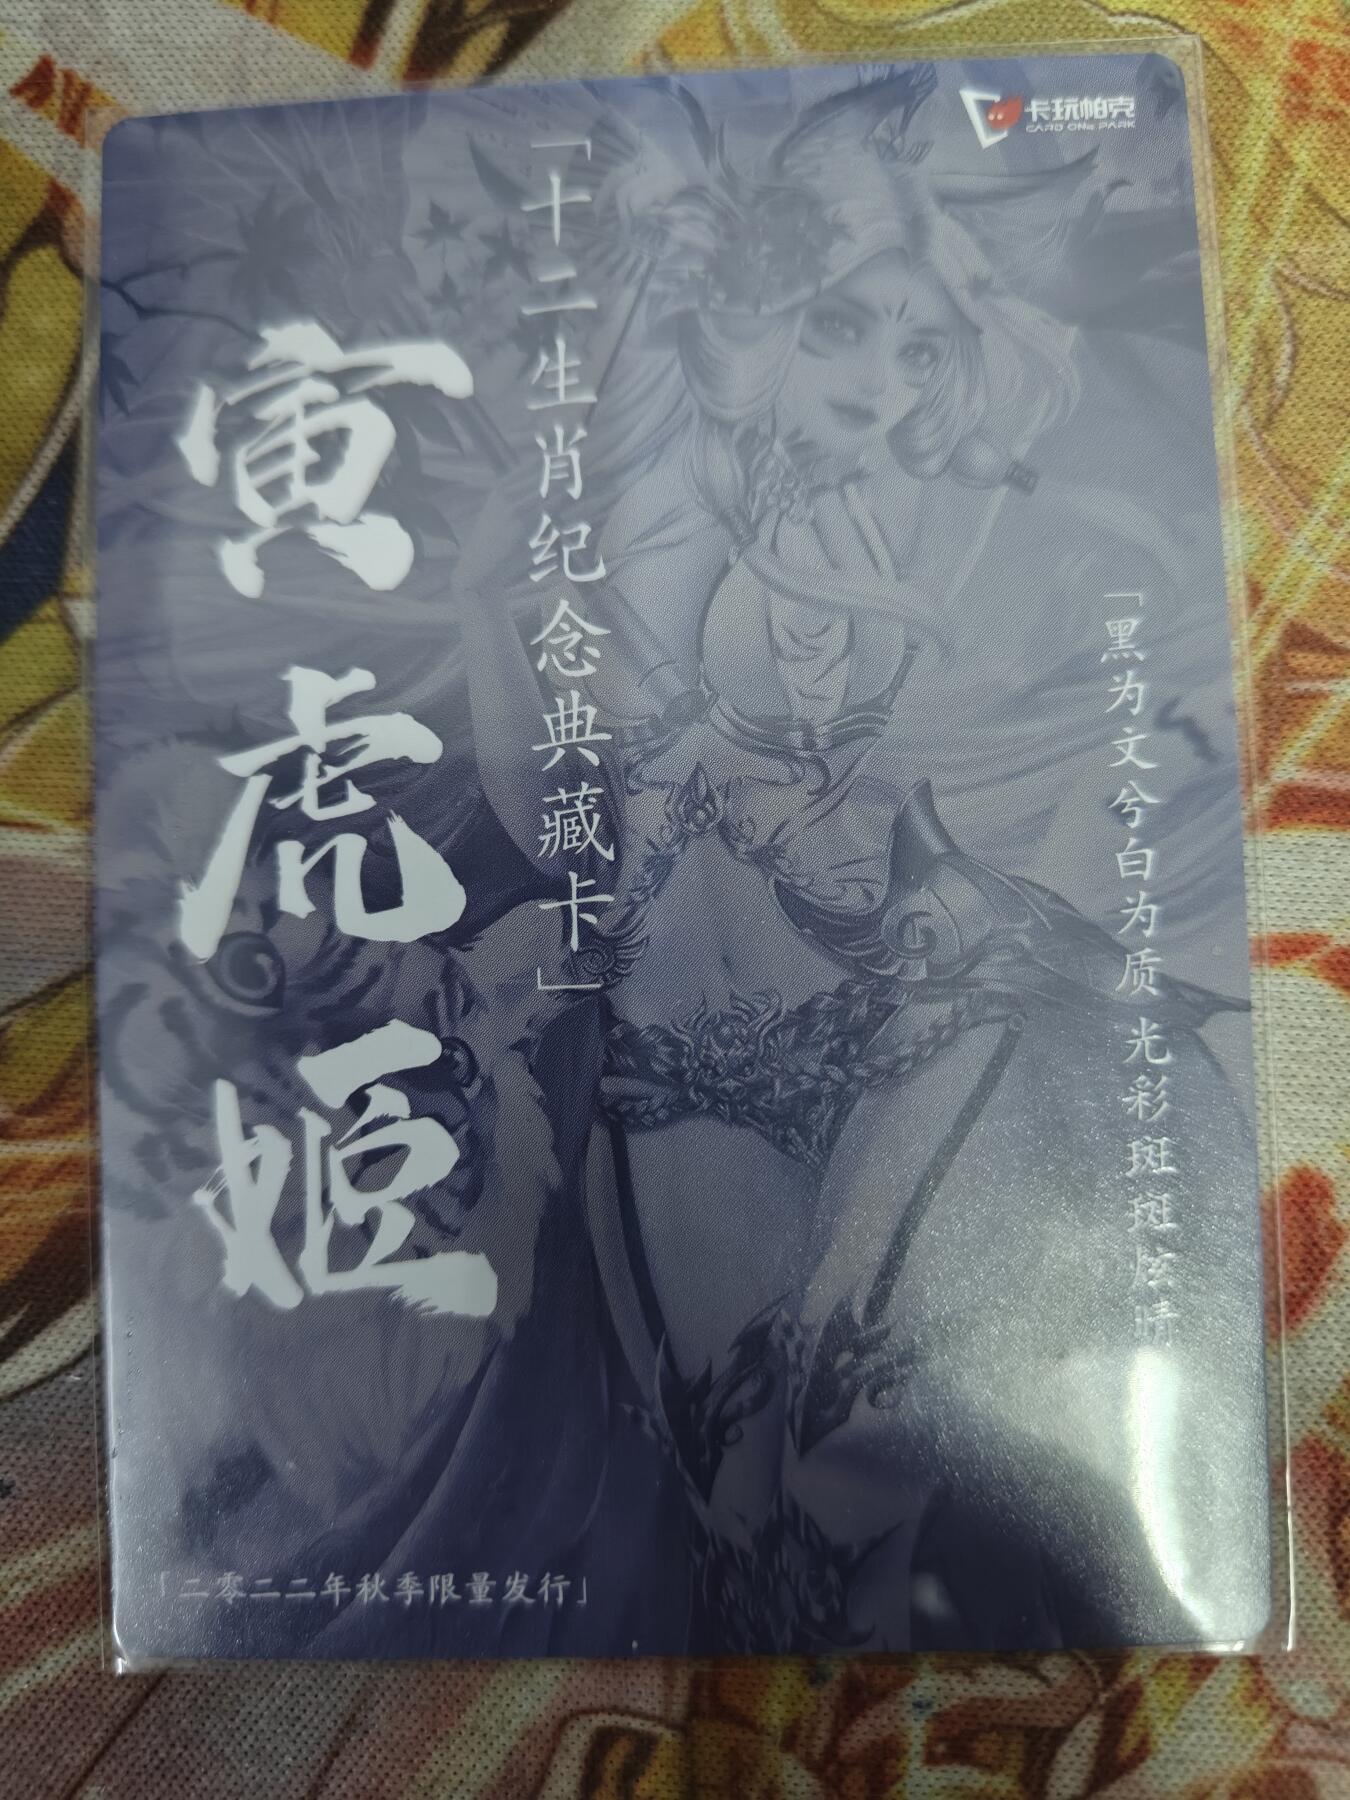 卡玩帕克
CARD ONE PARK
「十二生肖纪念典藏卡」
寅虎姬
「黑为文兮白为质 光彩斑斑炫晴
「二零二二年秋季限量发行」